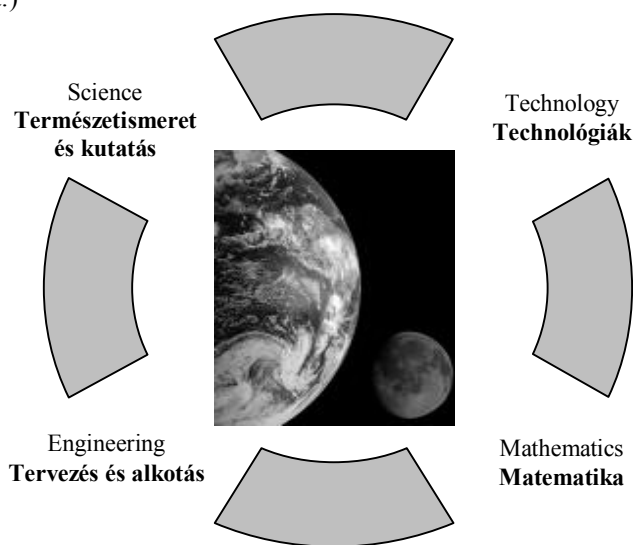 .)
Science
Természetismeret
és kutatás
Technology
Technológiák
Engineering
Tervezés és alkotás
Mathematics
Matematika